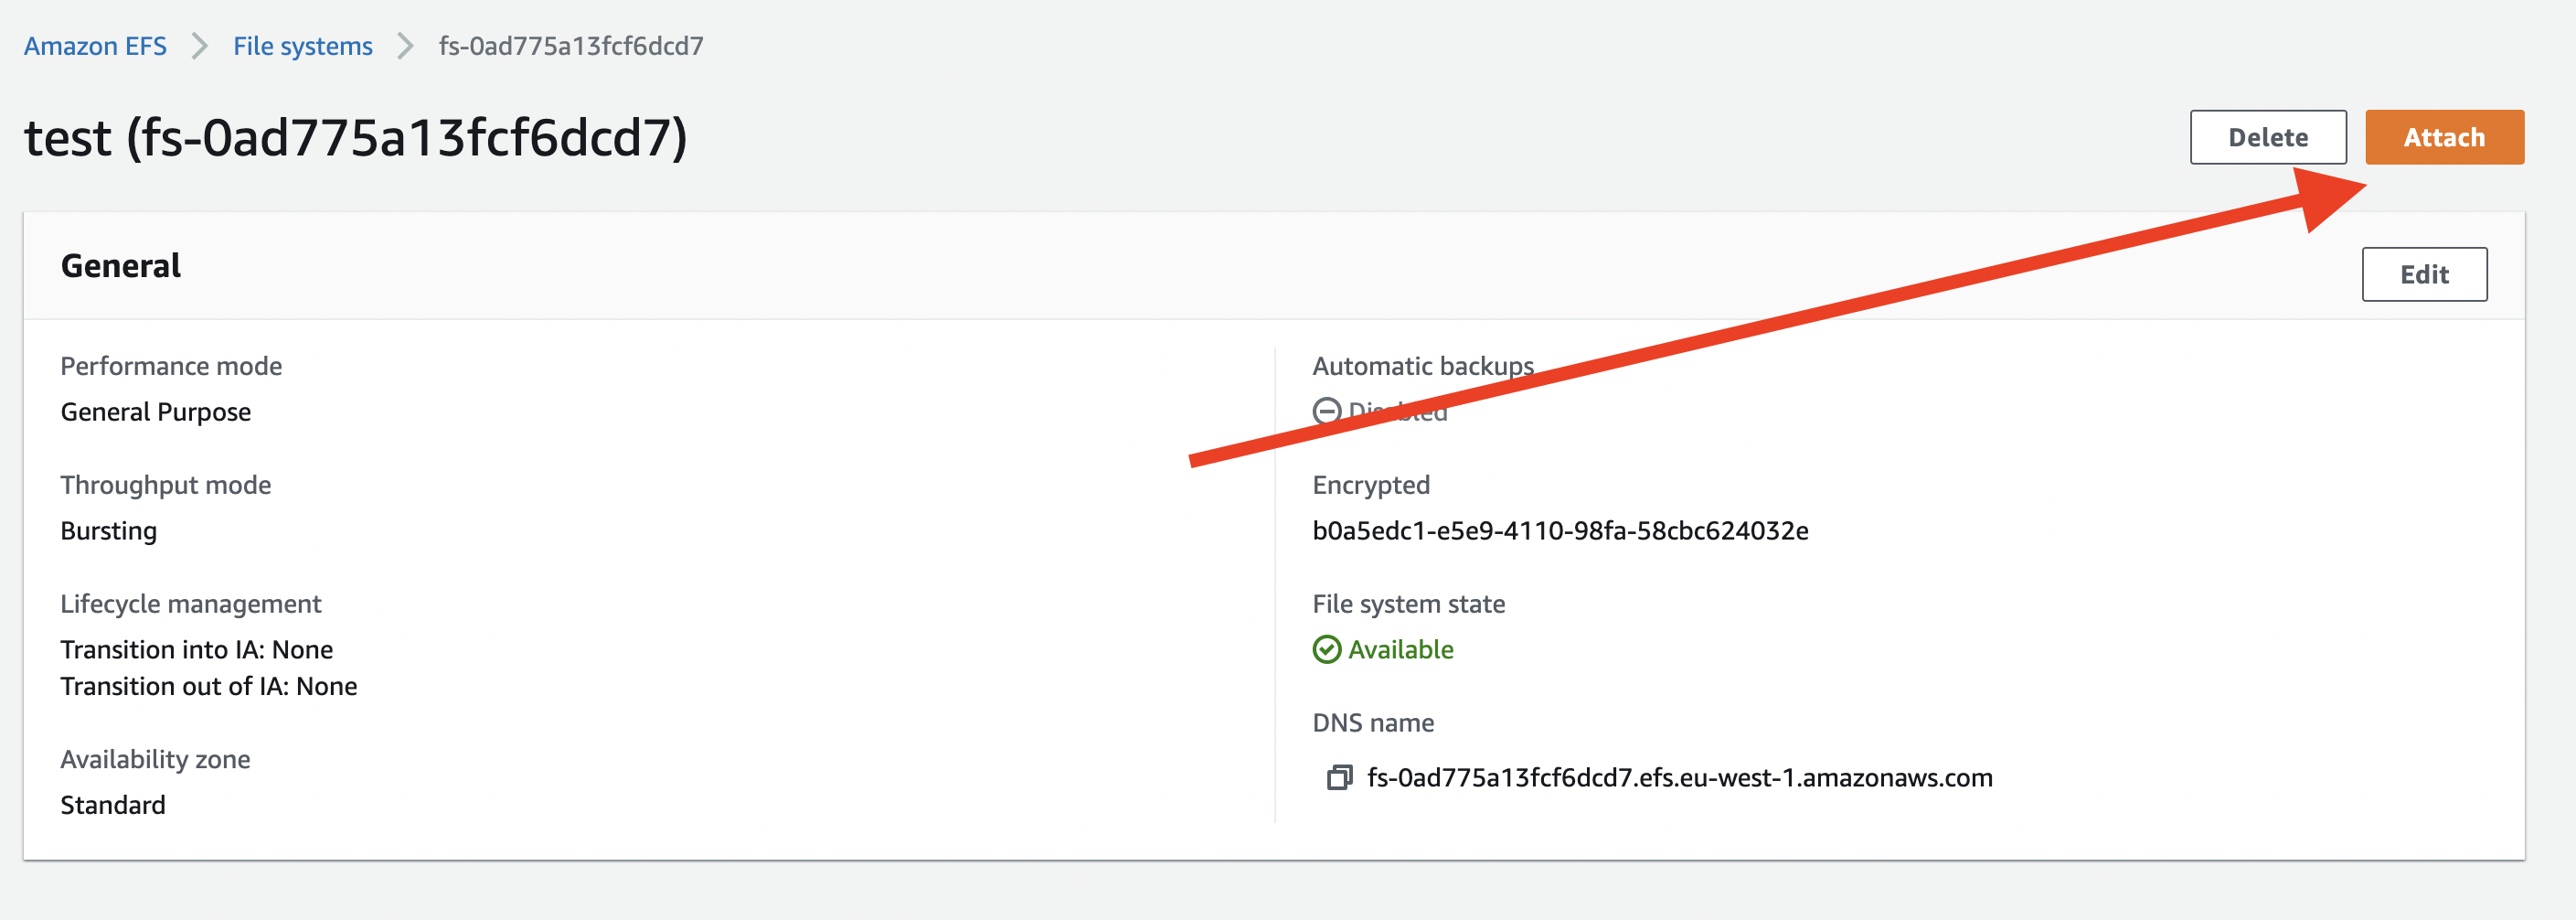 Amazon EFS > File systems > fs-0ad775a13fcf6dcd7
test (fs-0ad775a13fcf6dcd7)
Delete
Attach
General
Edit
Performance mode
General Purpose
Throughput mode
Bursting
Lifecycle management
Transition into IA: None
Transition out of IA: None
Availability zone
Standard
Automatic backups
Disabled
Encrypted
b0a5edc1-e5e9-4110-98fa-58cbc624032e
File system state
Available
DNS name
fs-0ad775a13fcf6dcd7.efs.eu-west-1.amazonaws.com